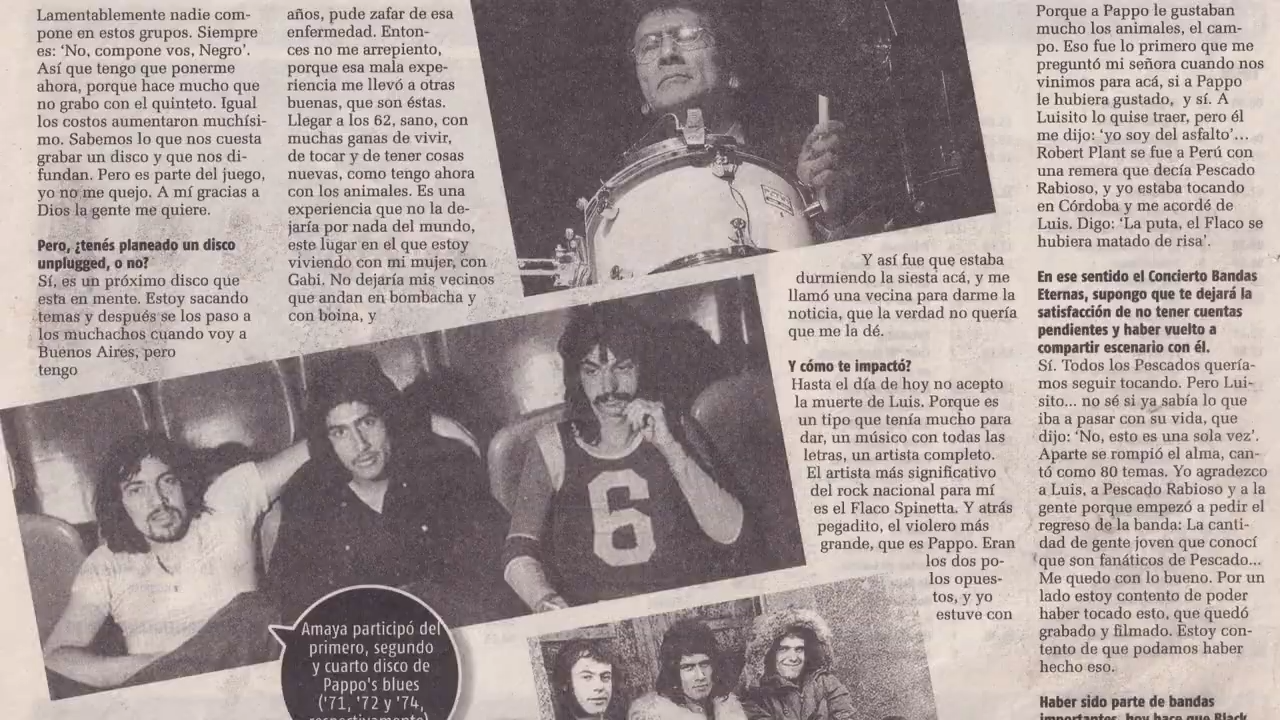 Lamentablemente nadie com-
pone en estos grupos. Siempre
es: ‘No, compone vos, Negro’.
Así que tengo que ponerme
ahora, porque hace mucho que
no grabo con el quinteto. Igual
los costos aumentaron muchísi-
mo. Sabemos lo que nos cuesta
grabar un disco y que nos di-
fundan. Pero es parte del juego,
yo no me quejo. A mí gracias a
Dios la gente me quiere.
Pero, ¿tenés planeado un disco
unplugged, o no?
Sí, es un próximo disco que
esta en mente. Estoy sacando
temas y después se los paso a
los muchachos cuando voy a
Buenos Aires, pero
tengo
años, pude zafar de esa
enfermedad. Enton-
ces no me arrepiento,
porque esa mala expe-
riencia me llevó a otras
buenas, que son éstas.
Llegar a los 62, sano, con
muchas ganas de vivir,
de tocar y de tener cosas
nuevas, como tengo ahora
con los animales. Es una
experiencia que no la de-
jaría por nada del mundo,
este lugar en el que estoy
viviendo con mi mujer, con
Gabi. No dejaría mis vecinos
que andan en bombacha y
con boina, y
6
Amaya participó del
primero, segundo
y cuarto disco de
Pappo's blues
('71, '72 y '74,
respectivamente)
Y así fue que estaba
durmiendo la siesta acá, y me
llamó una vecina para darme la
noticia, que la verdad no quería
que me la dé.
Y cómo te impactó?
Hasta el día de hoy no acepto
la muerte de Luis. Porque es
un tipo que tenía mucho para
dar, un músico con todas las
letras, un artista completo.
El artista más significativo
del rock nacional para mí
es el Flaco Spinetta. Y atrás
pegadito, el violero más
grande, que es Pappo. Eran
los dos po-
los opues-
tos, y yo
estuve con
Porque a Pappo le gustaban
mucho los animales, el cam-
po. Eso fue lo primero que me
preguntó mi señora cuando nos
vinimos para acá, si a Pappo
le hubiera gustado, y sí. A
Luisito lo quise traer, pero él
me dijo: ‘yo soy del asfalto’...
Robert Plant se fue a Perú con
una remera que decía Pescado
Rabioso, y yo estaba tocando
en Córdoba y me acordé de
Luis. Digo: ‘La puta, el Flaco se
hubiera matado de risa’.
En ese sentido el Concierto Bandas
Eternas, supongo que te dejará la
satisfacción de no tener cuentas
pendientes y haber vuelto a
compartir escenario con él.
Sí. Todos los Pescados quería-
mos seguir tocando. Pero Lui-
sito... no sé si ya sabía lo que
iba a pasar con su vida, que
dijo: ‘No, esto es una sola vez’.
Aparte se rompió el alma, can-
tó como 80 temas. Yo agradezco
a Luis, a Pescado Rabioso y a la
gente porque empezó a pedir el
regreso de la banda: La canti-
dad de gente joven que conocí
que son fanáticos de Pescado...
Me quedo con lo bueno. Por un
lado estoy contento de poder
haber tocado esto, que quedó
grabado y filmado. Estoy con-
tento de que podamos haber
hecho eso.
Haber sido parte de bandas
importantes, hoy hace que Black